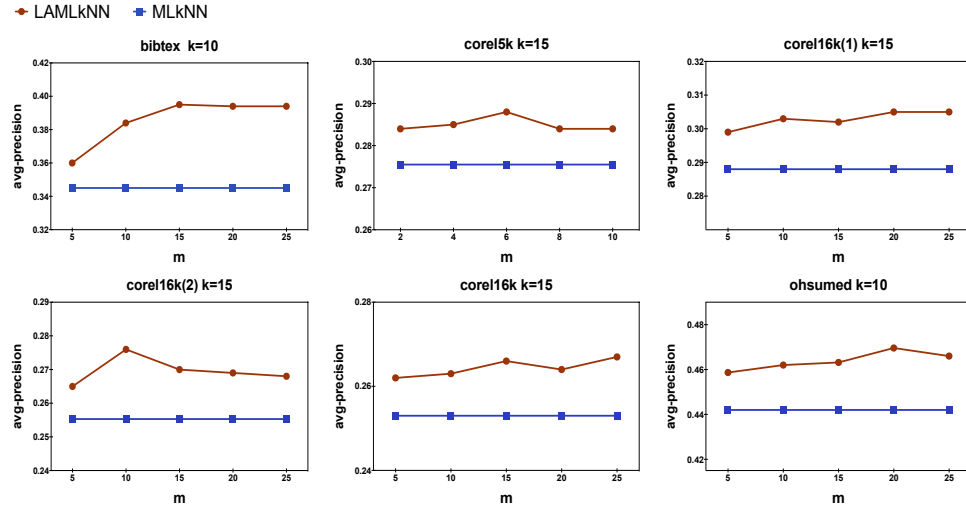 LAMLkNN MLkNN
bibtex k=10
avg-precision
0.42
0.40
0.38
0.36
0.34
0.32
5 10 15 20 25
m
corel5k k=15
avg-precision
0.30
0.29
0.28
0.27
0.26
2 4 6 8 10
m
corel16k(1) k=15
avg-precision
0.32
0.31
0.30
0.29
0.28
5 10 15 20 25
m
corel16k(2) k=15
avg-precision
0.29
0.28
0.27
0.26
0.25
0.24
5 10 15 20 25
m
corel16k k=15
avg-precision
0.28
0.26
0.24
5 10 15 20 25
m
ohsumed k=10
avg-precision
0.48
0.46
0.44
0.42
5 10 15 20 25
m